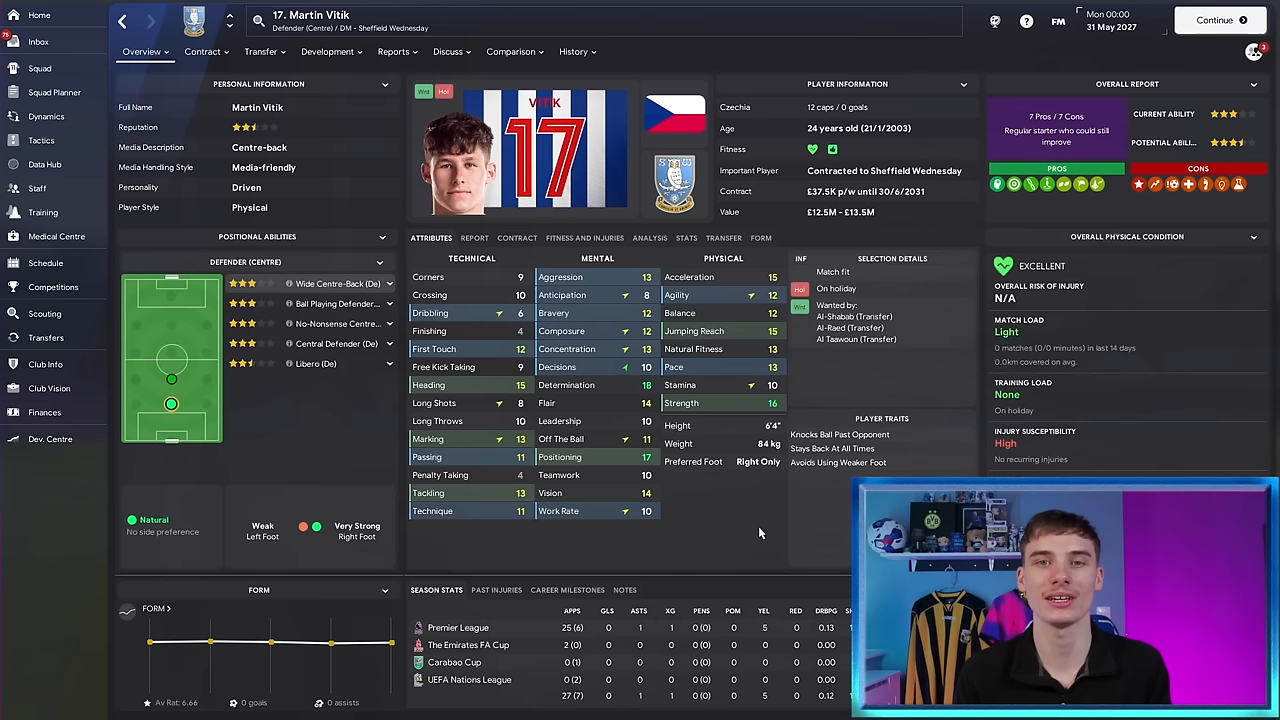 Home
75
Inbox
Squad
Squad Planner
Dynamics
Tactics
Data Hub
Staff
Training
Medical Centre
Schedule
Competitions
Scouting
Transfers
Club Info
Club Vision
Finances
Dev. Centre
17. Martin Vitík
Defender (Centre) / DM - Sheffield Wednesday
?
FM
Mon 00:00
31 May 2027
Continue
3
Overview
Contract
Transfer
Development
Reports
Discuss
Comparison
History
PERSONAL INFORMATION
Full Name Martin Vitík
Reputation
Media Description Centre-back
Media Handling Style Media-friendly
Personality Driven
Player Style Physical
POSITIONAL ABILITIES
DEFENDER (CENTRE)
Wide Centre-Back (De)
Ball Playing Defender...
No-Nonsense Centre...
Central Defender (De)
Libero (De)
Natural
No side preference
Weak
Left Foot
Very Strong
Right Foot
FORM
FORM
Av Rat: 6.66
0 goals
0 assists
Wnt Hol
VITÍK
17
PLAYER INFORMATION
Czechia 12 caps / 0 goals
Age 24 years old (21/1/2003)
Fitness
Important Player Contracted to Sheffield Wednesday
Contract £37.5K p/w until 30/6/2031
Value £12.5M - £13.5M
OVERALL REPORT
7 Pros / 7 Cons
Regular starter who could still
improve
CURRENT ABILITY
POTENTIAL ABILI...
PROS
CONS
ATTRIBUTES REPORT CONTRACT FITNESS AND INJURIES ANALYSIS STATS TRANSFER FORM
TECHNICAL
Corners 9
Crossing 10
Dribbling 6
Finishing 4
First Touch 12
Free Kick Taking 9
Heading 15
Long Shots 8
Long Throws 10
Marking 13
Passing 11
Penalty Taking 4
Tackling 13
Technique 11
MENTAL
Aggression 13
Anticipation 8
Bravery 12
Composure 12
Concentration 13
Decisions 10
Determination 18
Flair 14
Leadership 10
Off The Ball 11
Positioning 17
Teamwork 10
Vision 14
Work Rate 10
PHYSICAL
Acceleration 15
Agility 12
Balance 12
Jumping Reach 15
Natural Fitness 13
Pace 13
Stamina 10
Strength 16
Height 6'4"
Weight 84 kg
Preferred Foot Right Only
INF
SELECTION DETAILS
Match fit
Hol On holiday
Wnt Wanted by:
Al-Shabab (Transfer)
Al-Raed (Transfer)
Al Taawoun (Transfer)
PLAYER TRAITS
Knocks Ball Past Opponent
Stays Back At All Times
Avoids Using Weaker Foot
OVERALL PHYSICAL CONDITION
EXCELLENT
OVERALL RISK OF INJURY
N/A
MATCH LOAD
Light
0 matches (0/0 minutes) in last 14 days
0.0km covered on avg.
TRAINING LOAD
None
On holiday
INJURY SUSCEPTIBILITY
High
No recurring injuries
SEASON STATS PAST INJURIES CAREER MILESTONES NOTES
APPS GLS ASTS XG PENS POM YEL RED DRBPG
Premier League 25 (6) 0 1 1 0 (0) 0 5 0 0.13
The Emirates FA Cup 2 (0) 0 0 0 0 (0) 0 0 0 0.00
Carabao Cup 0 (1) 0 0 0 0 (0) 0 0 0 0.00
UEFA Nations League 0 (2) 0 0 0 0 (0) 0 0 0 0.00
27 (7) 0 1 1 0 (0) 0 5 0 0.12